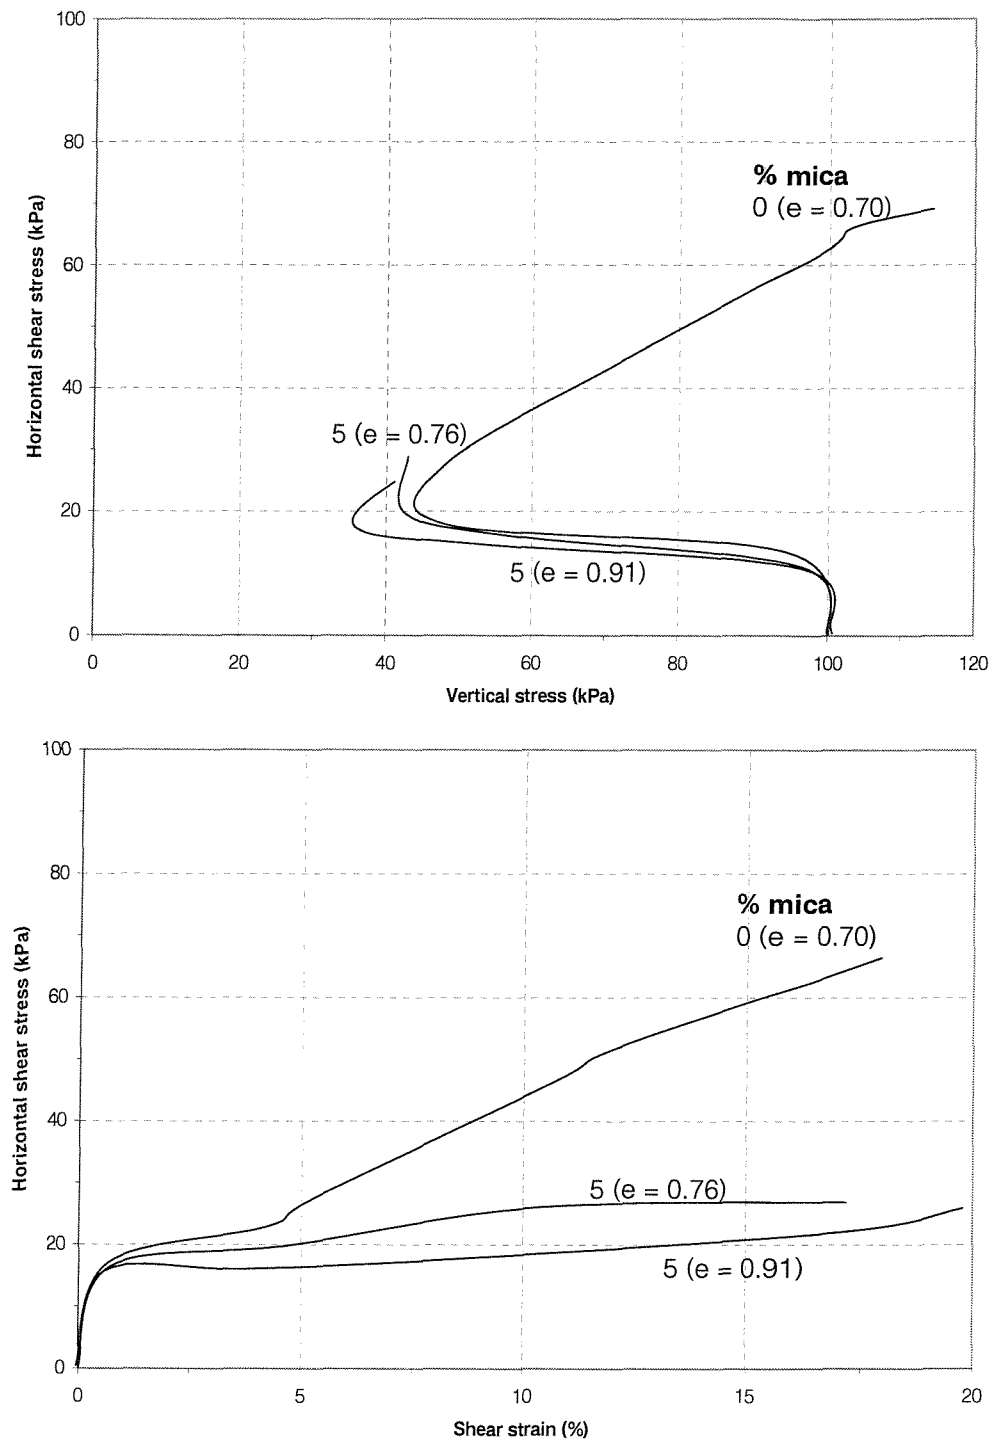 100
80
60
40
20
0
Horizontal shear stress (kPa)
% mica
0 (e = 0.70)
5 (e = 0.76)
5 (e = 0.91)
0 20 40 60 80 100 120
Vertical stress (kPa)
100
80
60
40
20
0
Horizontal shear stress (kPa)
% mica
0 (e = 0.70)
5 (e = 0.76)
5 (e = 0.91)
0 5 10 15 20
Shear strain (%)